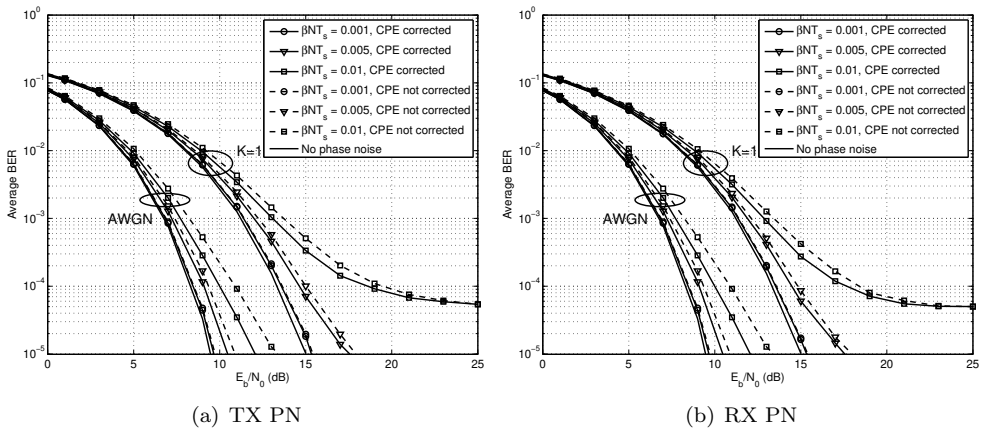 10^0
10^-1
10^-2
10^-3
10^-4
10^-5
Average BER
0 5 10 15 20 25
E_b/N_0 (dB)
βNT_s = 0.001, CPE corrected
βNT_s = 0.005, CPE corrected
βNT_s = 0.01, CPE corrected
βNT_s = 0.001, CPE not corrected
βNT_s = 0.005, CPE not corrected
βNT_s = 0.01, CPE not corrected
No phase noise
K=1
AWGN
(a) TX PN
10^0
10^-1
10^-2
10^-3
10^-4
10^-5
Average BER
0 5 10 15 20 25
E_b/N_0 (dB)
βNT_s = 0.001, CPE corrected
βNT_s = 0.005, CPE corrected
βNT_s = 0.01, CPE corrected
βNT_s = 0.001, CPE not corrected
βNT_s = 0.005, CPE not corrected
βNT_s = 0.01, CPE not corrected
No phase noise
K=1
AWGN
(b) RX PN